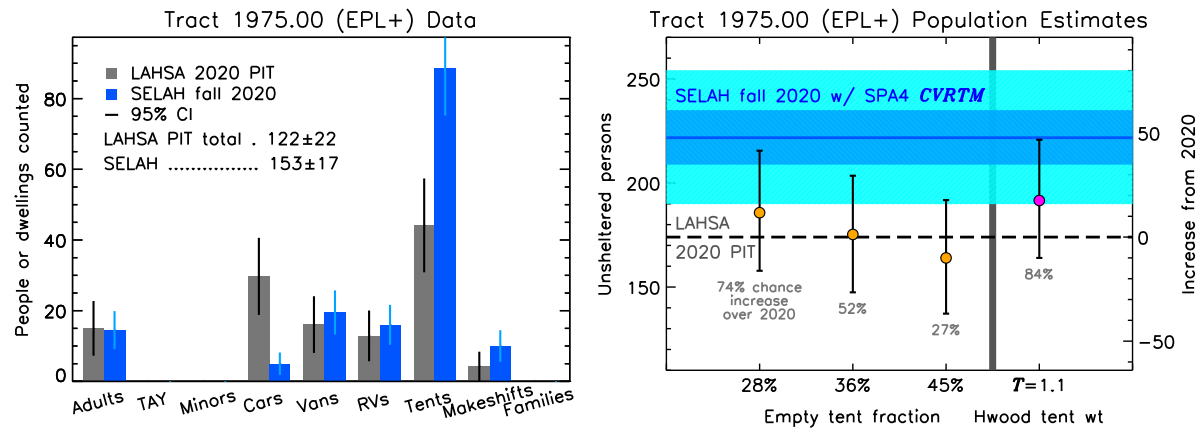 Tract 1975.00 (EPL+) Data
People or dwellings counted
80
60
40
20
0
LAHSA 2020 PIT
SELAH fall 2020
95% CI
LAHSA PIT total . 122±22
SELAH ................ 153±17
Adults TAY Minors Cars Vans RVs Tents Makeshifts Families
Tract 1975.00 (EPL+) Population Estimates
Unsheltered persons
250
200
150
SELAH fall 2020 w/ SPA4 CVRTM
LAHSA
2020 PIT
74% chance
increase
over 2020
52%
27%
84%
50
0
−50
Increase from 2020
28% 36% 45% T=1.1
Empty tent fraction Hwood tent wt